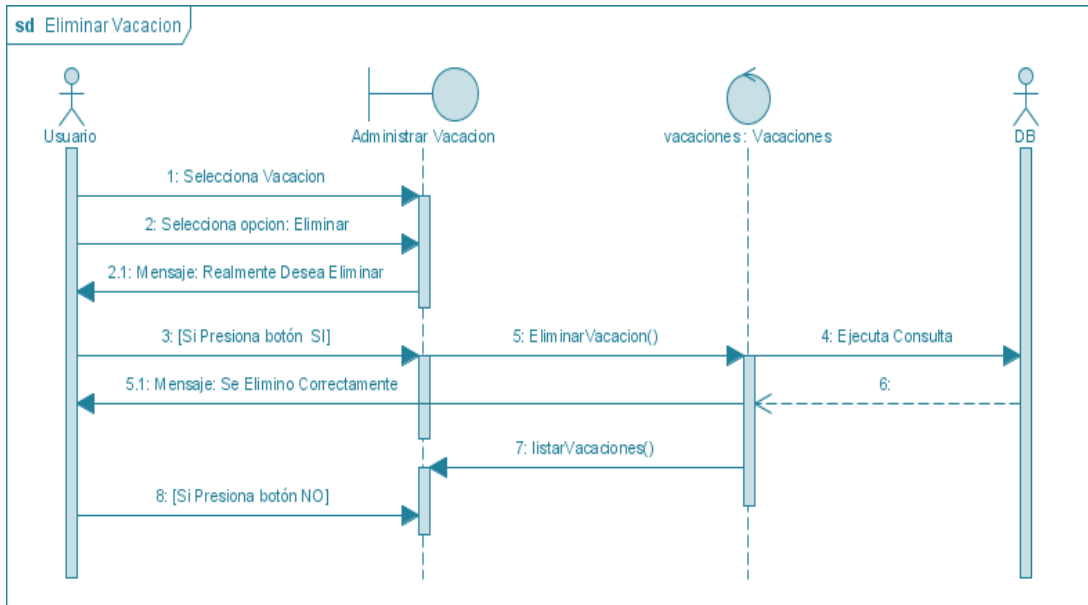 sd Eliminar Vacacion
Usuario
Administrar Vacacion
vacaciones : Vacaciones
DB
1: Selecciona Vacacion
2: Selecciona opcion: Eliminar
2.1: Mensaje: Realmente Desea Eliminar
3: [Si Presiona botón SI]
5: EliminarVacacion()
4: Ejecuta Consulta
5.1: Mensaje: Se Elimino Correctamente
6:
7: listarVacaciones()
8: [Si Presiona botón NO]